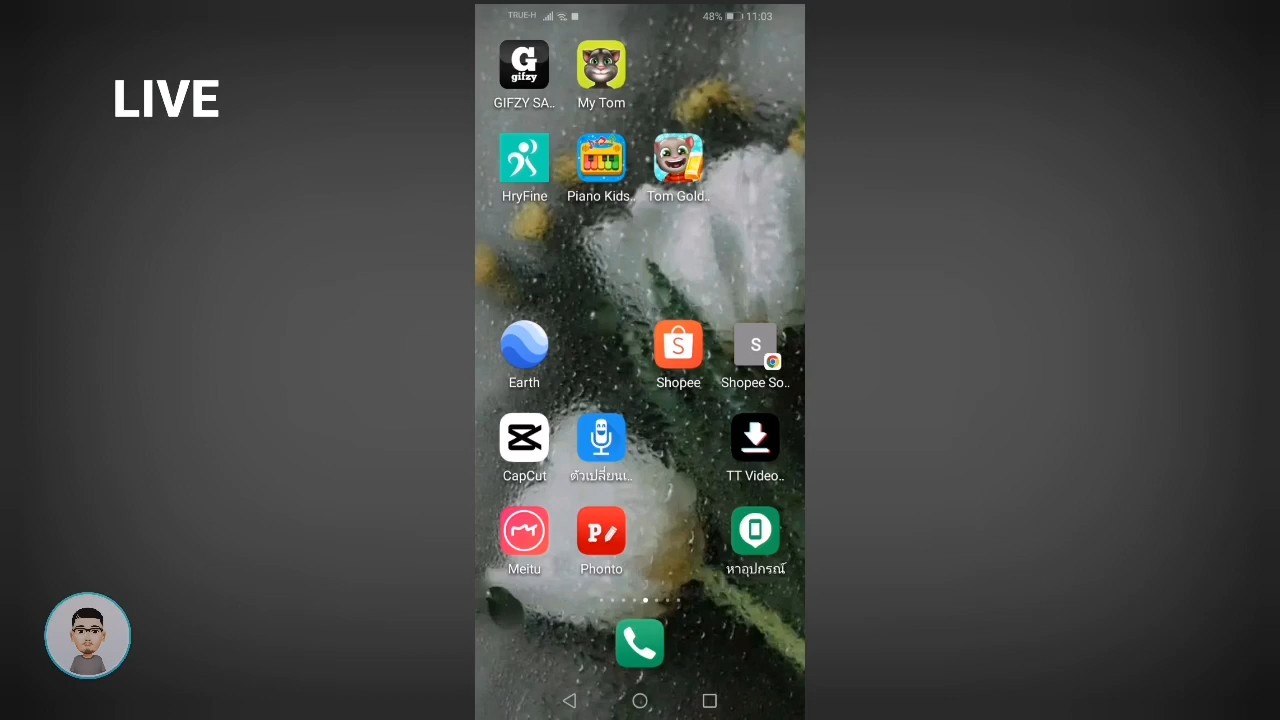 TRUE-H
48% 11:03
LIVE
G
gifzy
GIFZY SA.. My Tom
HryFine Piano Kids.. Tom Gold..
S S
Earth Shopee Shopee So..
CapCut ตัวเปลี่ยนเ.. TT Video..
P
Meitu Phonto หาอุปกรณ์